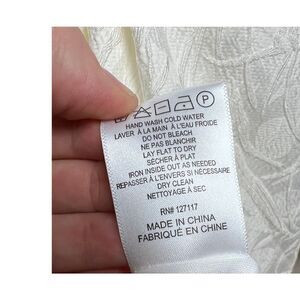 P
HAND WASH COLD WATER
LAVER À LA MAIN À L'EAU FROIDE
DO NOT BLEACH
NE PAS BLANCHIR
LAY FLAT TO DRY
SÉCHER À PLAT
IRON INSIDE OUT AS NEEDED
REPASSER À L'ENVERS SI NÉCESSAIRE
DRY CLEAN
NETTOYAGE À SEC
RN# 127117
MADE IN CHINA
FABRIQUÉ EN CHINE